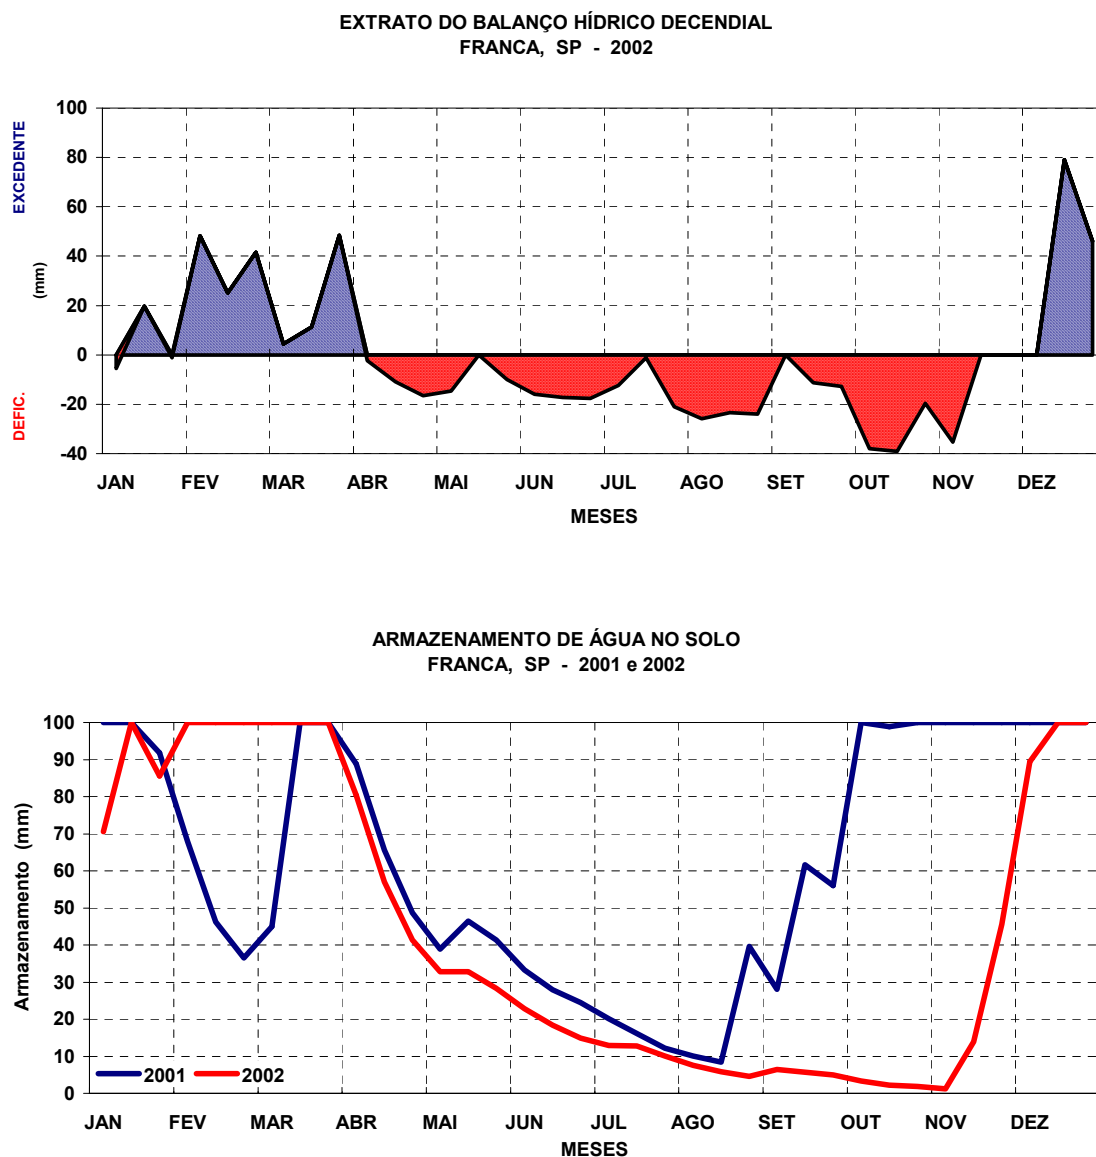 EXTRATO DO BALANÇO HÍDRICO DECENDIAL
FRANCA, SP - 2002
EXCEDENTE
(mm)
DEFIC.
100
80
60
40
20
0
-20
-40
JAN FEV MAR ABR MAI JUN JUL AGO SET OUT NOV DEZ
MESES
ARMAZENAMENTO DE ÁGUA NO SOLO
FRANCA, SP - 2001 e 2002
Armazenamento (mm)
100
90
80
70
60
50
40
30
20
10
0
2001 2002
JAN FEV MAR ABR MAI JUN JUL AGO SET OUT NOV DEZ
MESES